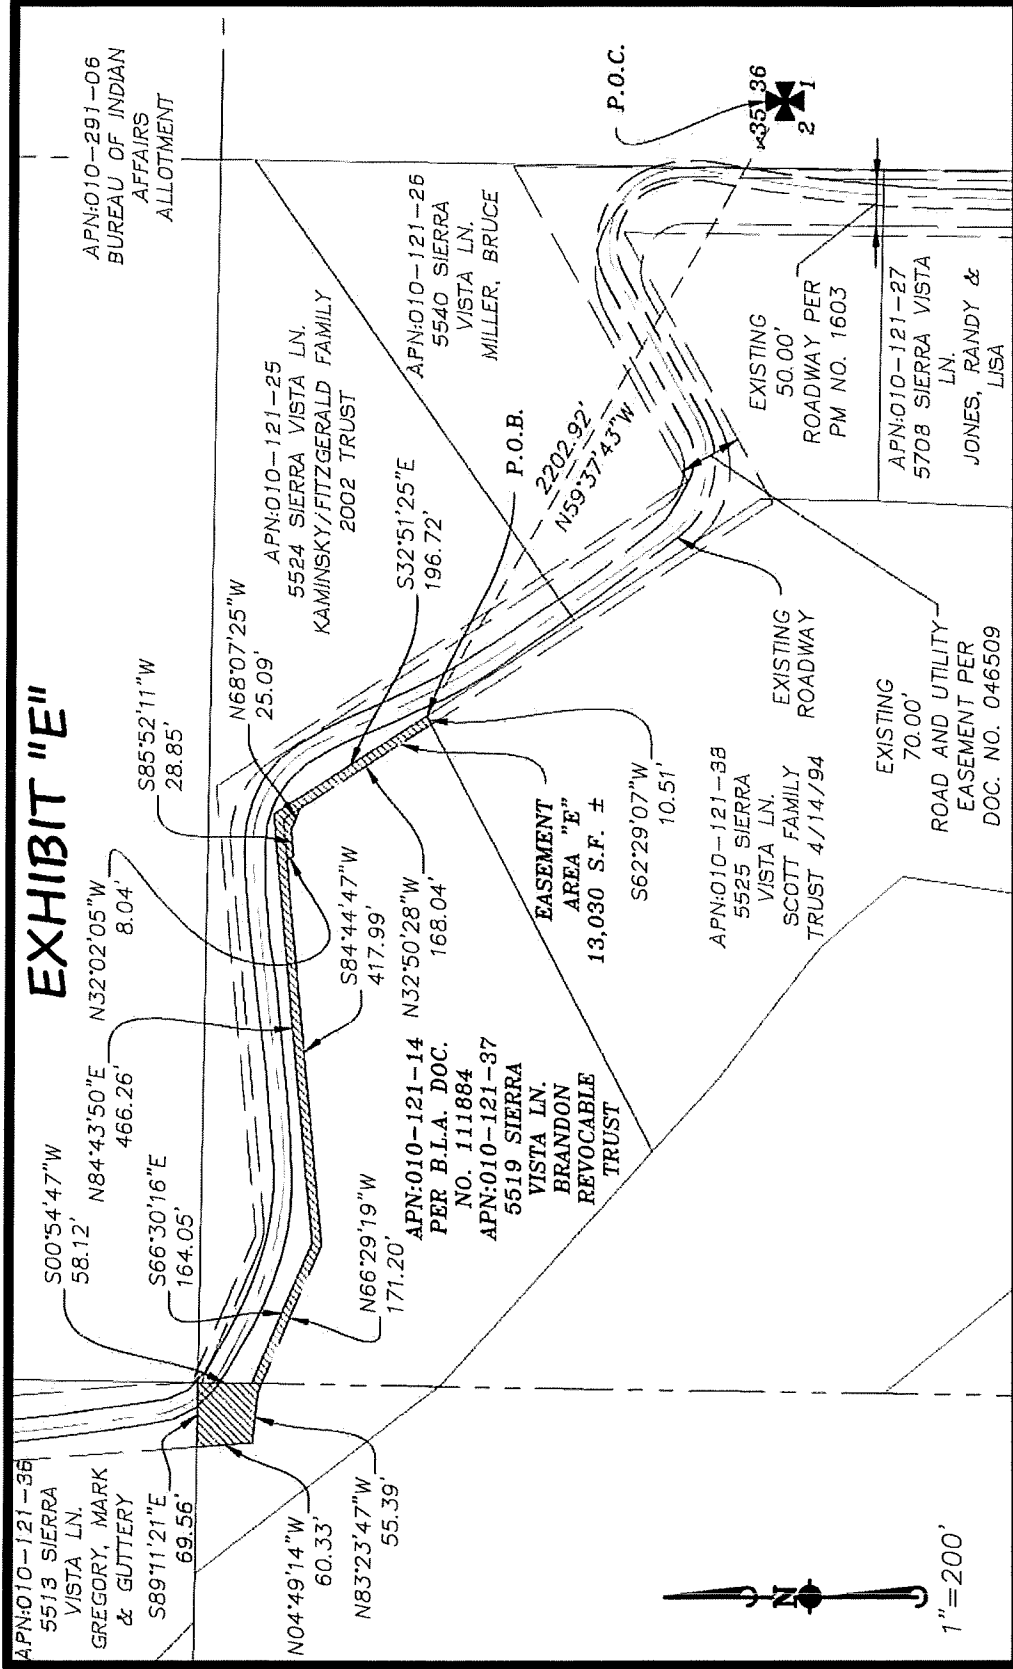 EXHIBIT "E"
APN:010-121-36
5513 SIERRA
VISTA LN.
GREGORY, MARK
& GUTTERY
S89°11'21"E
69.56'
N04°49'14"W
60.33'
N83°23'47"W
55.39'
S00°54'47"W
58.12'
S66°30'16"E
164.05'
N66°29'19"W
171.20'
N84°43'50"E
466.26'
N32°02'05"W
8.04'
S85°52'11"W
28.85'
N68°07'25"W
25.09'
S84°44'47"W
417.99'
N32°50'28"W
168.04'
APN:010-121-14
PER B.L.A. DOC.
NO. 111884
APN:010-121-37
5519 SIERRA
VISTA LN.
BRANDON
REVOCABLE
TRUST
EASEMENT
AREA "E"
13,030 S.F. ±
S62°29'07"W
10.51'
S32°51'25"E
196.72'
P.O.B.
APN:010-121-25
5524 SIERRA VISTA LN.
KAMINSKY/FITZGERALD FAMILY
2002 TRUST
APN:010-291-06
BUREAU OF INDIAN
AFFAIRS
ALLOTMENT
APN:010-121-26
5540 SIERRA
VISTA LN.
MILLER, BRUCE
2202.92'
N59°37'43"W
P.O.C.
35 36
2 1
EXISTING
50.00'
ROADWAY PER
PM NO. 1603
APN:010-121-27
5708 SIERRA VISTA
LN.
JONES, RANDY &
LISA
EXISTING
ROADWAY
APN:010-121-38
5525 SIERRA
VISTA LN.
SCOTT FAMILY
TRUST 4/14/94
EXISTING
70.00'
ROAD AND UTILITY
EASEMENT PER
DOC. NO. 046509
N
1"=200'